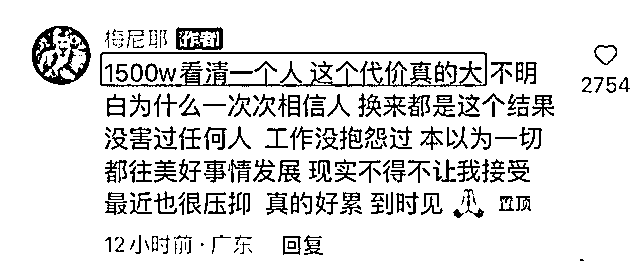 梅尼耶 作者
1500w看清一个人 这个代价真的大 不明
白为什么一次次相信人 换来都是这个结果
没害过任何人 工作没抱怨过 本以为一切
都往美好事情发展 现实不得不让我接受
最近也很压抑 真的好累 到时见 🙏 置顶
12小时前·广东 回复
2754